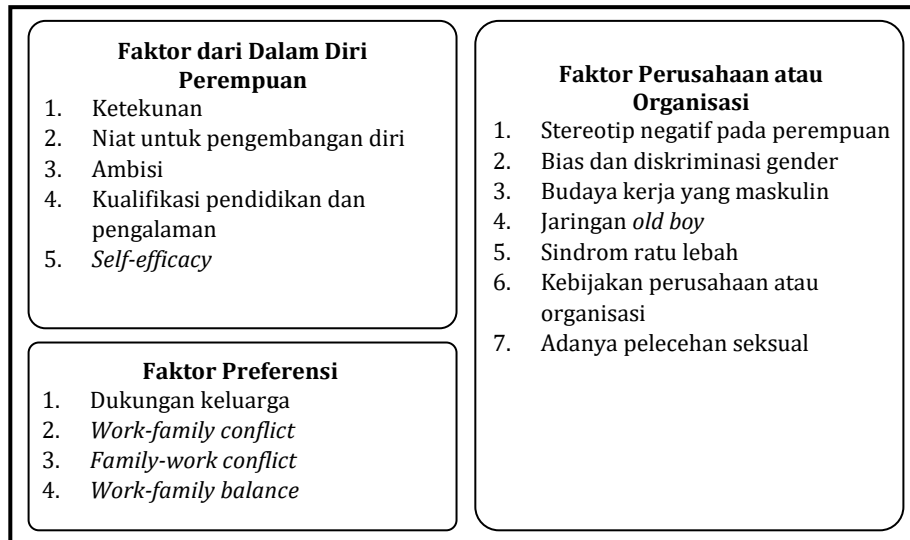 Faktor dari Dalam Diri
Perempuan
1. Ketekunan
2. Niat untuk pengembangan diri
3. Ambisi
4. Kualifikasi pendidikan dan
pengalaman
5. Self-efficacy
Faktor Preferensi
1. Dukungan keluarga
2. Work-family conflict
3. Family-work conflict
4. Work-family balance
Faktor Perusahaan atau
Organisasi
1. Stereotip negatif pada perempuan
2. Bias dan diskriminasi gender
3. Budaya kerja yang maskulin
4. Jaringan old boy
5. Sindrom ratu lebah
6. Kebijakan perusahaan atau
organisasi
7. Adanya pelecehan seksual